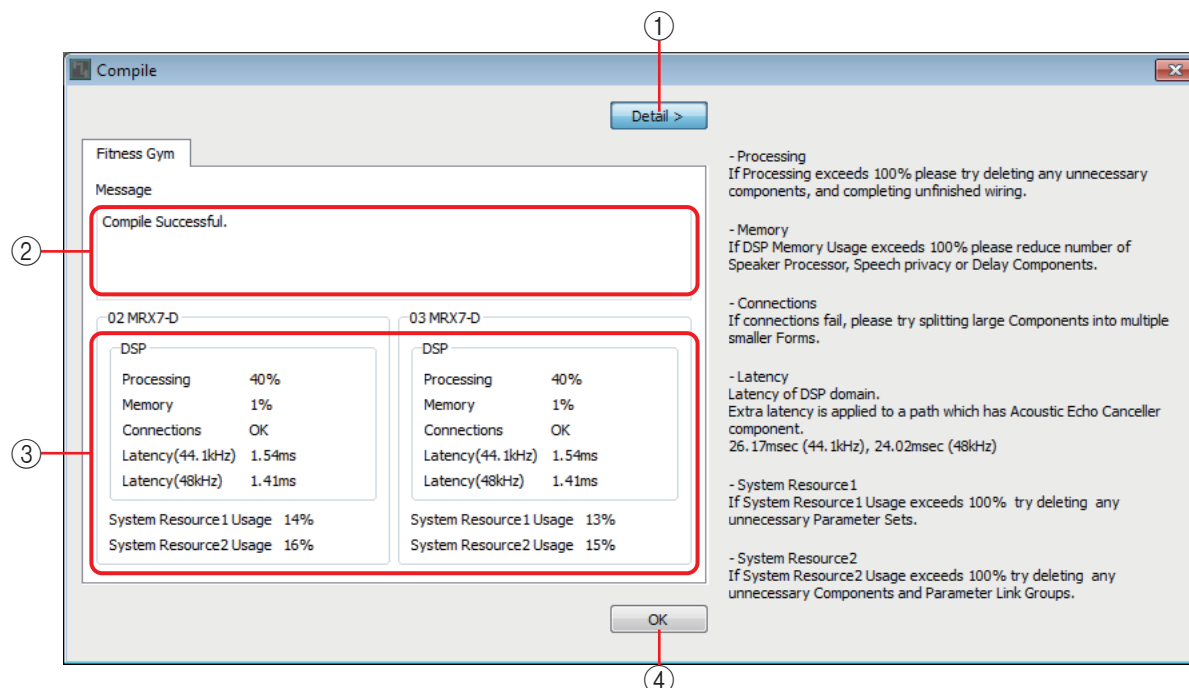 ①
Compile
Detail >
Fitness Gym
Message
②
Compile Successful.
③
02 MRX7-D
DSP
Processing 40%
Memory 1%
Connections OK
Latency(44.1kHz) 1.54ms
Latency(48kHz) 1.41ms
System Resource1 Usage 14%
System Resource2 Usage 16%
03 MRX7-D
DSP
Processing 40%
Memory 1%
Connections OK
Latency(44.1kHz) 1.54ms
Latency(48kHz) 1.41ms
System Resource1 Usage 13%
System Resource2 Usage 15%
- Processing
If Processing exceeds 100% please try deleting any unnecessary
components, and completing unfinished wiring.
- Memory
If DSP Memory Usage exceeds 100% please reduce number of
Speaker Processor, Speech privacy or Delay Components.
- Connections
If connections fail, please try splitting large Components into multiple
smaller Forms.
- Latency
Latency of DSP domain.
Extra latency is applied to a path which has Acoustic Echo Canceller
component.
26.17msec (44.1kHz), 24.02msec (48kHz)
- System Resource1
If System Resource1 Usage exceeds 100% try deleting any
unnecessary Parameter Sets.
- System Resource2
If System Resource2 Usage exceeds 100% try deleting any
unnecessary Components and Parameter Link Groups.
OK
④